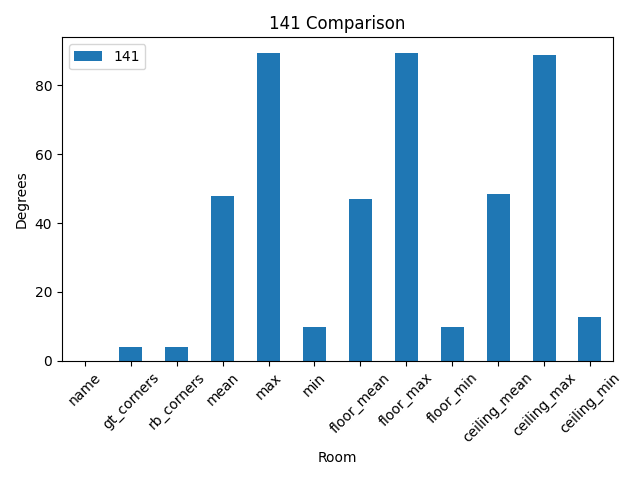 141 Comparison
141
Degrees
80
60
40
20
0
name
gt_corners
rb_corners
mean
max
min
floor_mean
floor_max
floor_min
ceiling_mean
ceiling_max
ceiling_min
Room